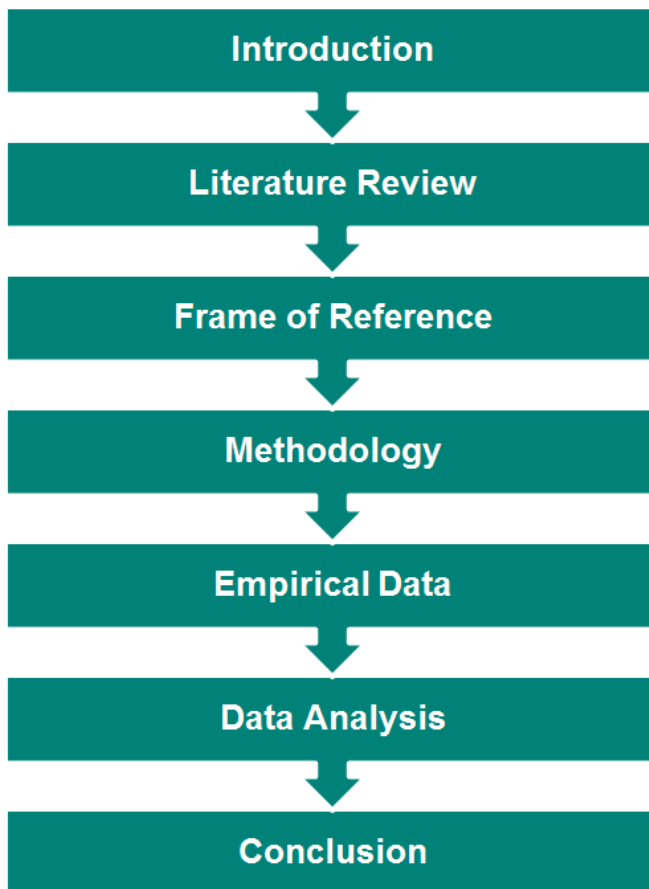 Introduction
Literature Review
Frame of Reference
Methodology
Empirical Data
Data Analysis
Conclusion